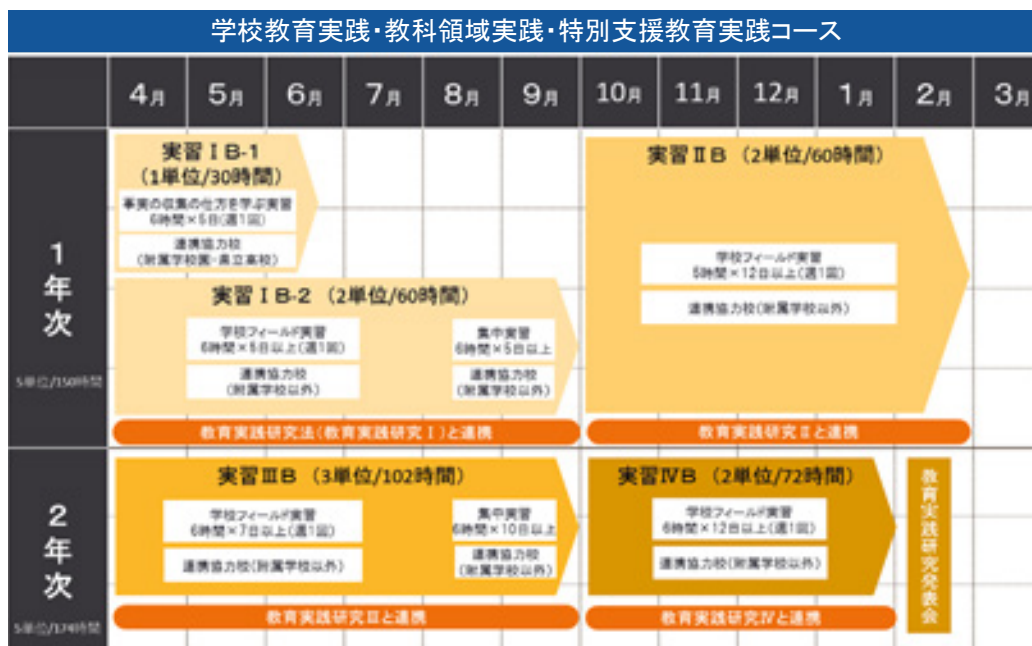 学校教育実践・教科領域実践・特別支援教育実践コース
4月 5月 6月 7月 8月 9月 10月 11月 12月 1月 2月 3月
1年次
5単位/150時間
実習ⅠB-1
(1単位/30時間)
事実の収集の仕方を学ぶ実習
6時間×5日(週1回)
連携協力校
(附属学校園・県立高校)
実習ⅠB-2 (2単位/60時間)
学校フィールド実習
6時間×5日以上(週1回)
連携協力校
(附属学校以外)
集中実習
6時間×5日以上
連携協力校
(附属学校以外)
教育実践研究法(教育実践研究Ⅰ)と連携
実習ⅡB (2単位/60時間)
学校フィールド実習
5時間×12日以上(週1回)
連携協力校(附属学校以外)
教育実践研究Ⅱと連携
2年次
5単位/174時間
実習ⅢB (3単位/102時間)
学校フィールド実習
6時間×7日以上(週1回)
連携協力校(附属学校以外)
集中実習
6時間×10日以上
連携協力校
(附属学校以外)
教育実践研究Ⅲと連携
実習ⅣB (2単位/72時間)
学校フィールド実習
6時間×12日以上(週1回)
連携協力校(附属学校以外)
教育実践研究Ⅳと連携
教育実践研究発表会